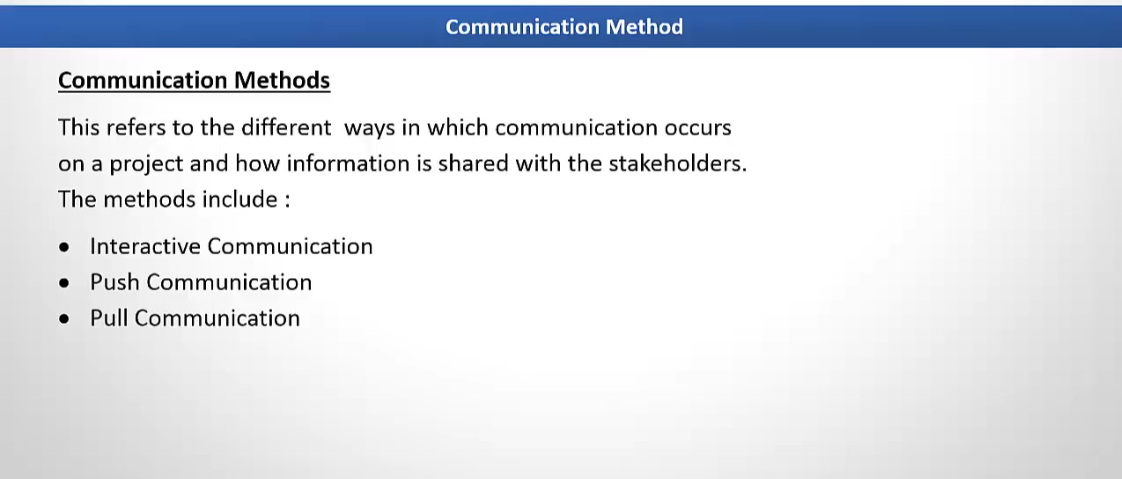 Communication Method
Communication Methods
This refers to the different ways in which communication occurs
on a project and how information is shared with the stakeholders.
The methods include :
• Interactive Communication
• Push Communication
• Pull Communication